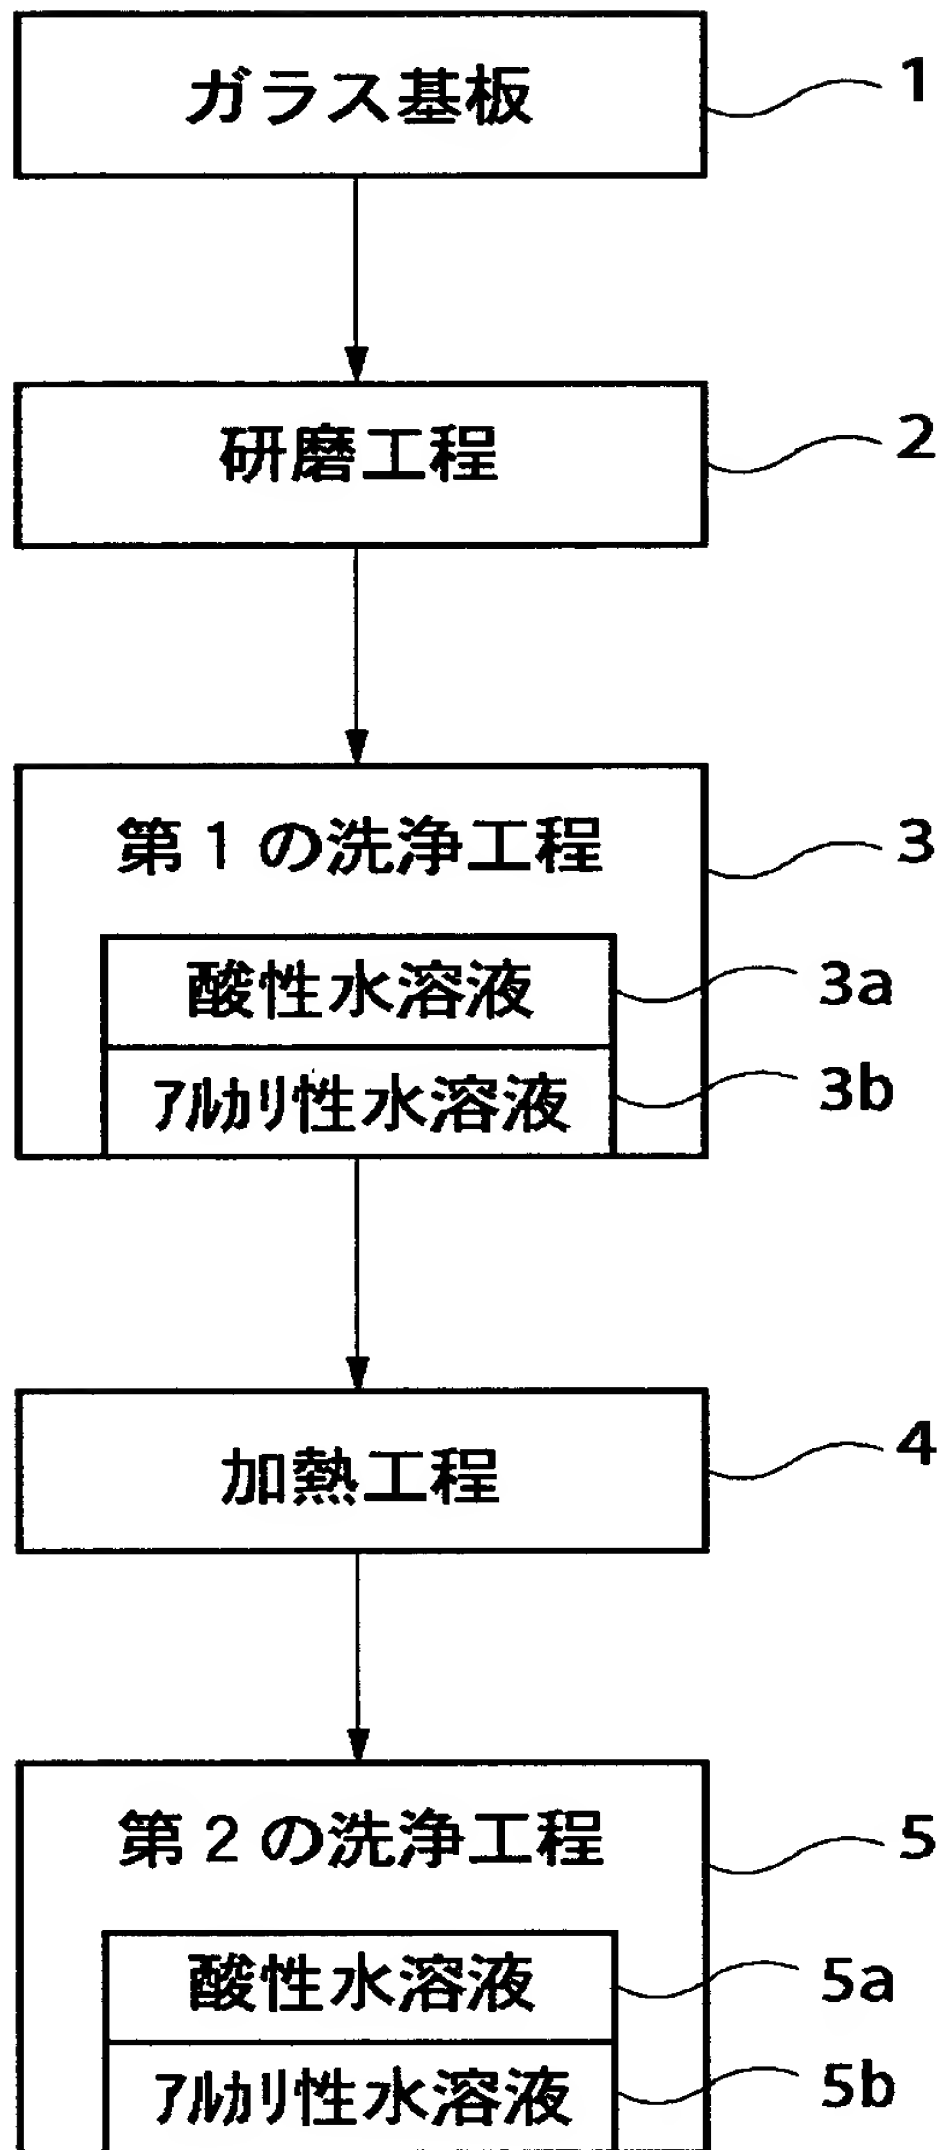 ガラス基板
1
研磨工程
2
第1の洗浄工程
3
酸性水溶液
3a
アルカリ性水溶液
3b
加熱工程
4
第2の洗浄工程
5
酸性水溶液
5a
アルカリ性水溶液
5b